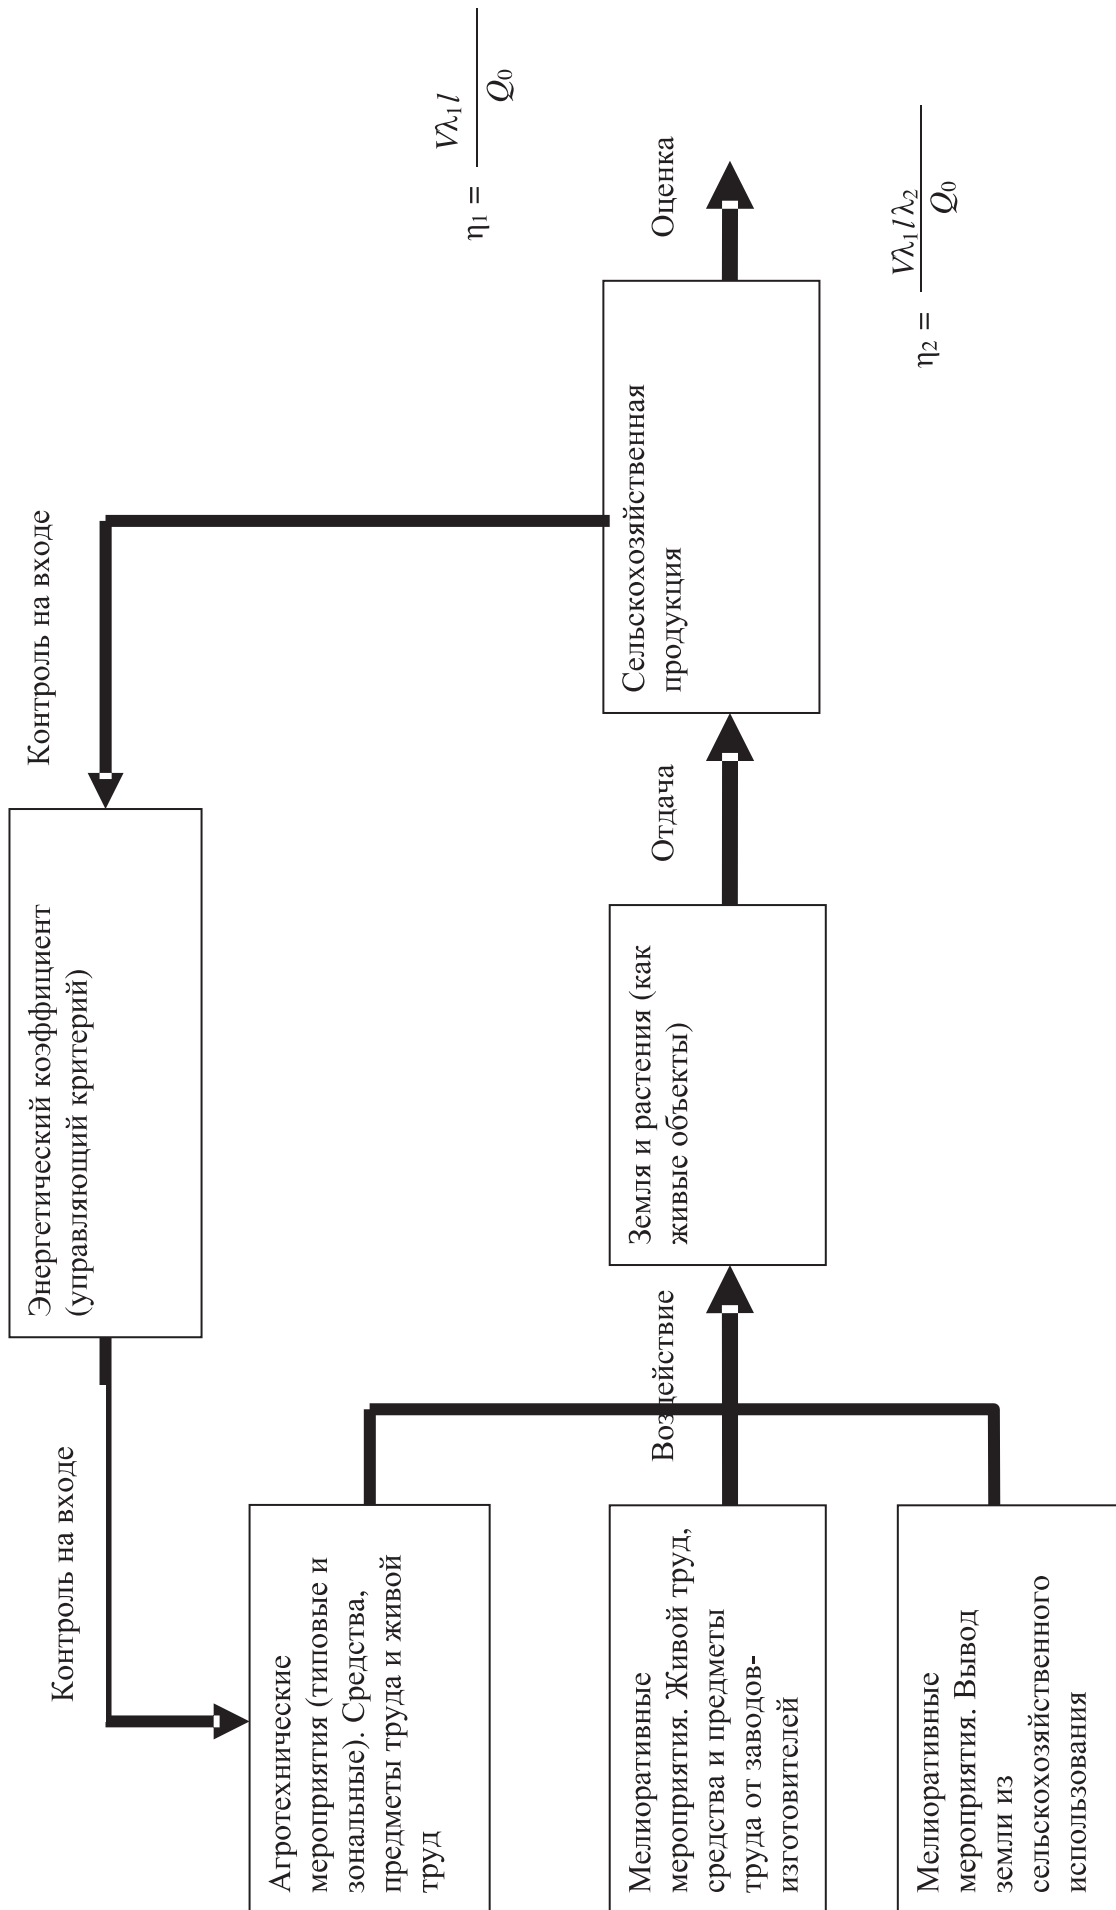 Контроль на входе
Энергетический коэффициент
(управляющий критерий)
Контроль на входе
Агротехнические
мероприятия (типовые и
зональные). Средства,
предметы труда и живой
труд
η₁ = Vλ₁l / Q₀
Мелиоративные
мероприятия. Живой труд,
средства и предметы
труда от заводов-
изготовителей
Воздействие
Земля и растения (как
живые объекты)
Отдача
Сельскохозяйственная
продукция
Оценка
Мелиоративные
мероприятия. Вывод
земли из
сельскохозяйственного
использования
η₂ = Vλ₁lλ₂ / Q₀